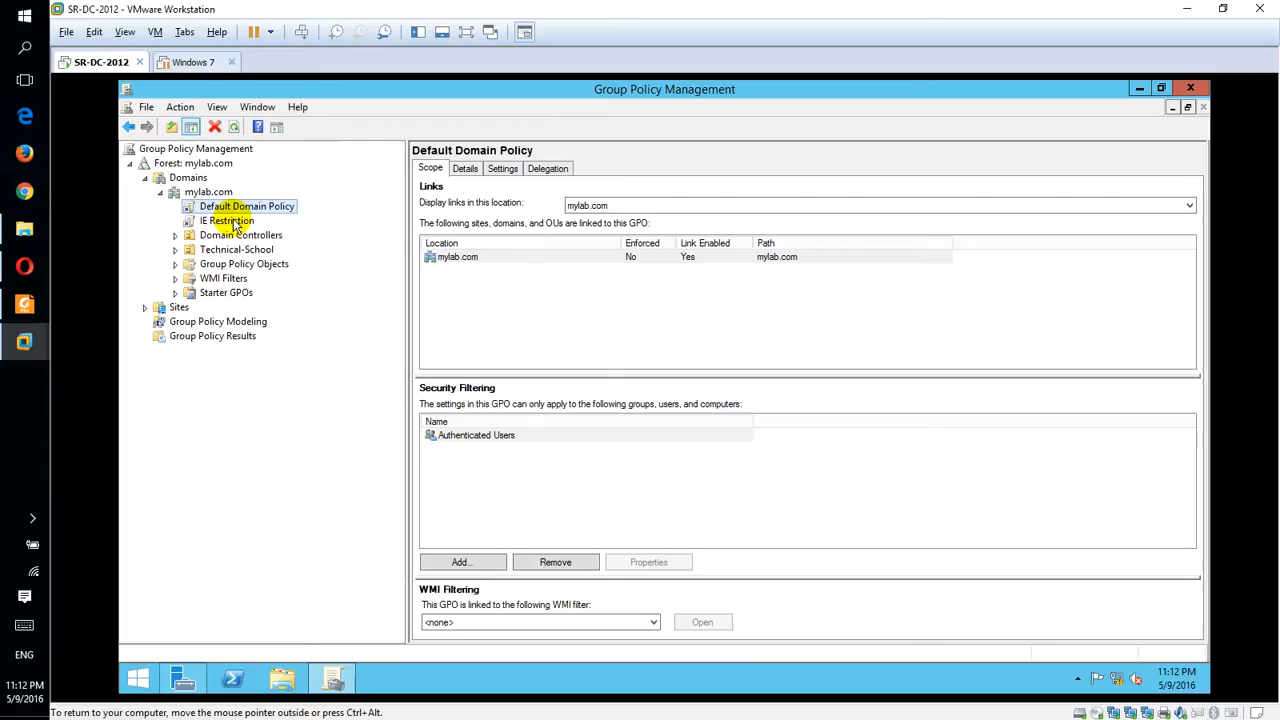 SR-DC-2012 - VMware Workstation
File Edit View VM Tabs Help
SR-DC-2012 Windows 7
Group Policy Management
File Action View Window Help
Group Policy Management
Forest: mylab.com
Domains
mylab.com
Default Domain Policy
IE Restriction
Domain Controllers
Technical-School
Group Policy Objects
WMI Filters
Starter GPOs
Sites
Group Policy Modeling
Group Policy Results
Default Domain Policy
Scope Details Settings Delegation
Links
Display links in this location: mylab.com
The following sites, domains, and OUs are linked to this GPO:
Location Enforced Link Enabled Path
mylab.com No Yes mylab.com
Security Filtering
The settings in this GPO can only apply to the following groups, users, and computers:
Name
Authenticated Users
Add... Remove Properties
WMI Filtering
This GPO is linked to the following WMI filter:
<none> Open
11:12 PM
5/9/2016
ENG
11:12 PM
5/9/2016
To return to your computer, move the mouse pointer outside or press Ctrl+Alt.